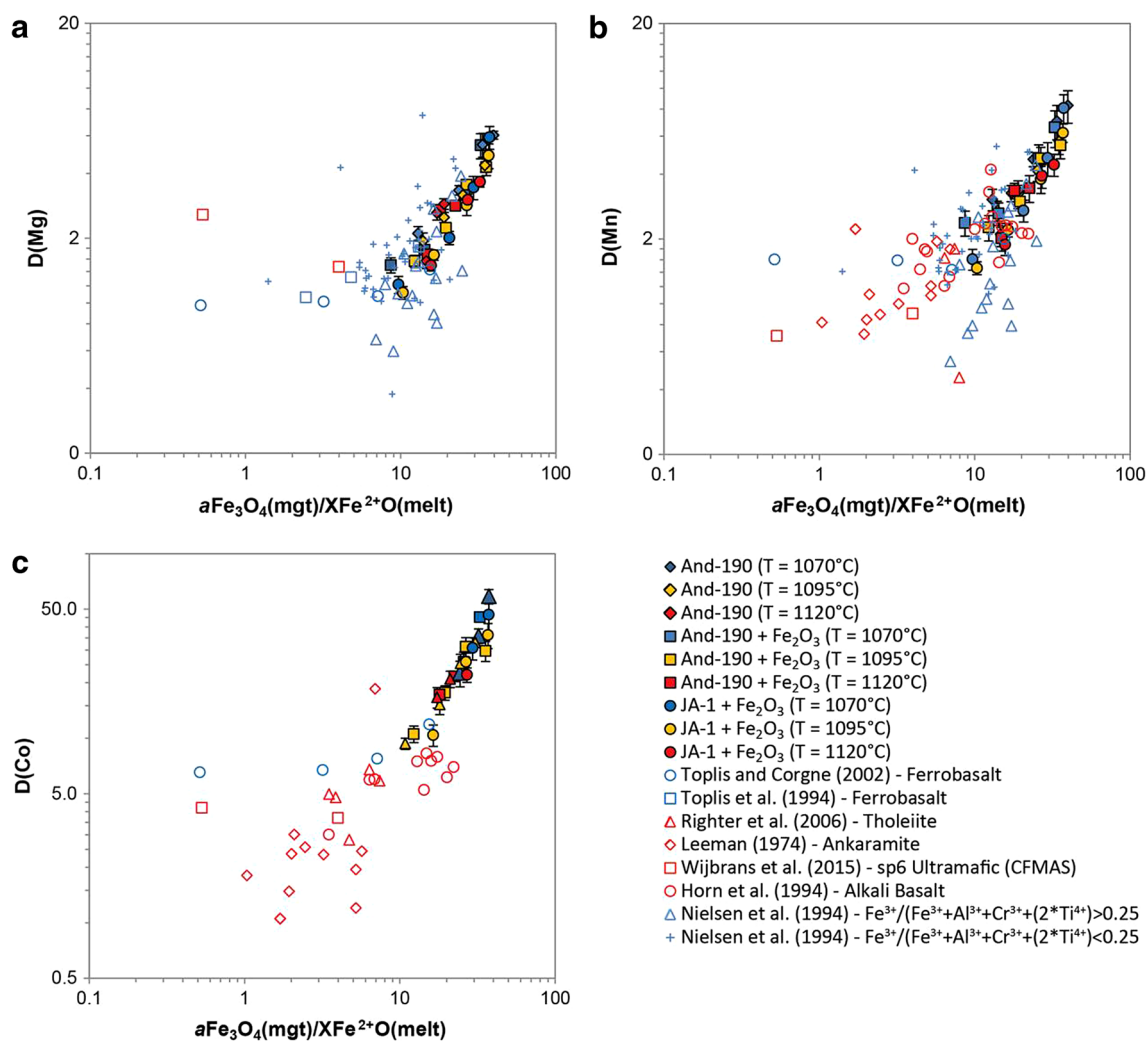 a
20
2
0
D(Mg)
0.1 1 10 100
aFe₃O₄(mgt)/XFe²⁺O(melt)
b
20
2
0
D(Mn)
0.1 1 10 100
aFe₃O₄(mgt)/XFe²⁺O(melt)
c
50.0
5.0
0.5
D(Co)
0.1 1 10 100
aFe₃O₄(mgt)/XFe²⁺O(melt)
And-190 (T = 1070°C)
And-190 (T = 1095°C)
And-190 (T = 1120°C)
And-190 + Fe₂O₃ (T = 1070°C)
And-190 + Fe₂O₃ (T = 1095°C)
And-190 + Fe₂O₃ (T = 1120°C)
JA-1 + Fe₂O₃ (T = 1070°C)
JA-1 + Fe₂O₃ (T = 1095°C)
JA-1 + Fe₂O₃ (T = 1120°C)
Toplis and Corgne (2002) - Ferrobasalt
Toplis et al. (1994) - Ferrobasalt
Righter et al. (2006) - Tholeiite
Leeman (1974) - Ankaramite
Wijbrans et al. (2015) - sp6 Ultramafic (CFMAS)
Horn et al. (1994) - Alkali Basalt
Nielsen et al. (1994) - Fe³⁺/(Fe³⁺+Al³⁺+Cr³⁺+(2*Ti⁴⁺)>0.25
Nielsen et al. (1994) - Fe³⁺/(Fe³⁺+Al³⁺+Cr³⁺+(2*Ti⁴⁺)<0.25